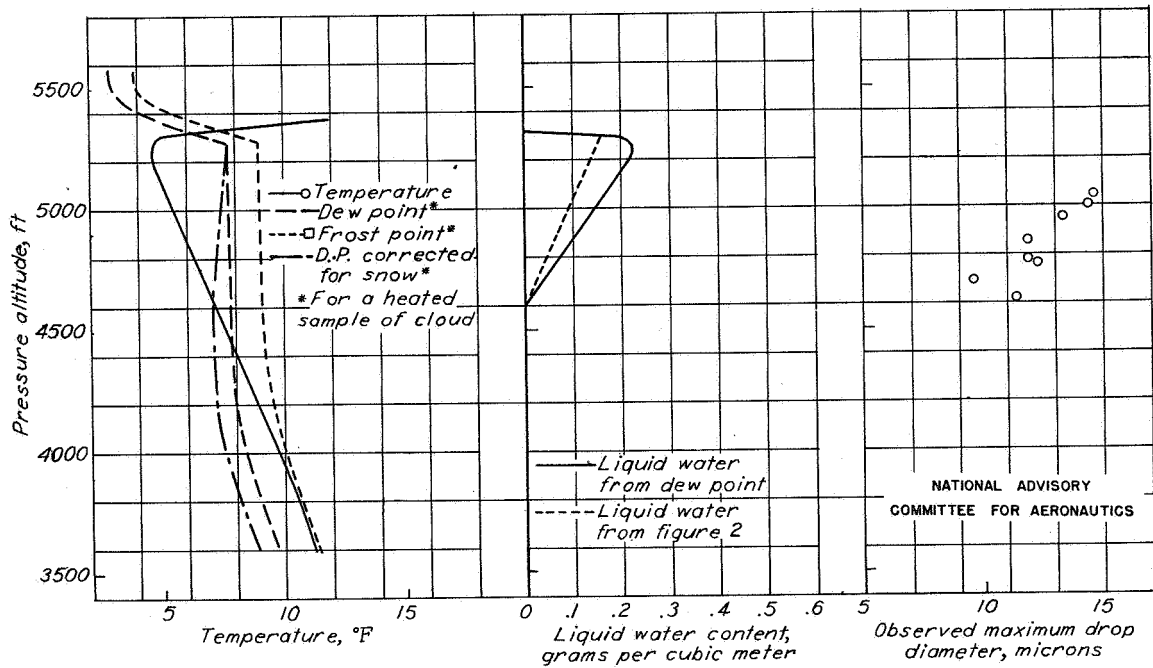 Pressure altitude, ft
5500
5000
4500
4000
3500
Temperature
Dew point*
Frost point*
D.P. corrected
for snow*
*For a heated
sample of cloud
5 10 15
Temperature, °F
Liquid water
from dew point
Liquid water
from figure 2
0 .1 .2 .3 .4 .5 .6
Liquid water content,
grams per cubic meter
NATIONAL ADVISORY
COMMITTEE FOR AERONAUTICS
5 10 15
Observed maximum drop
diameter, microns